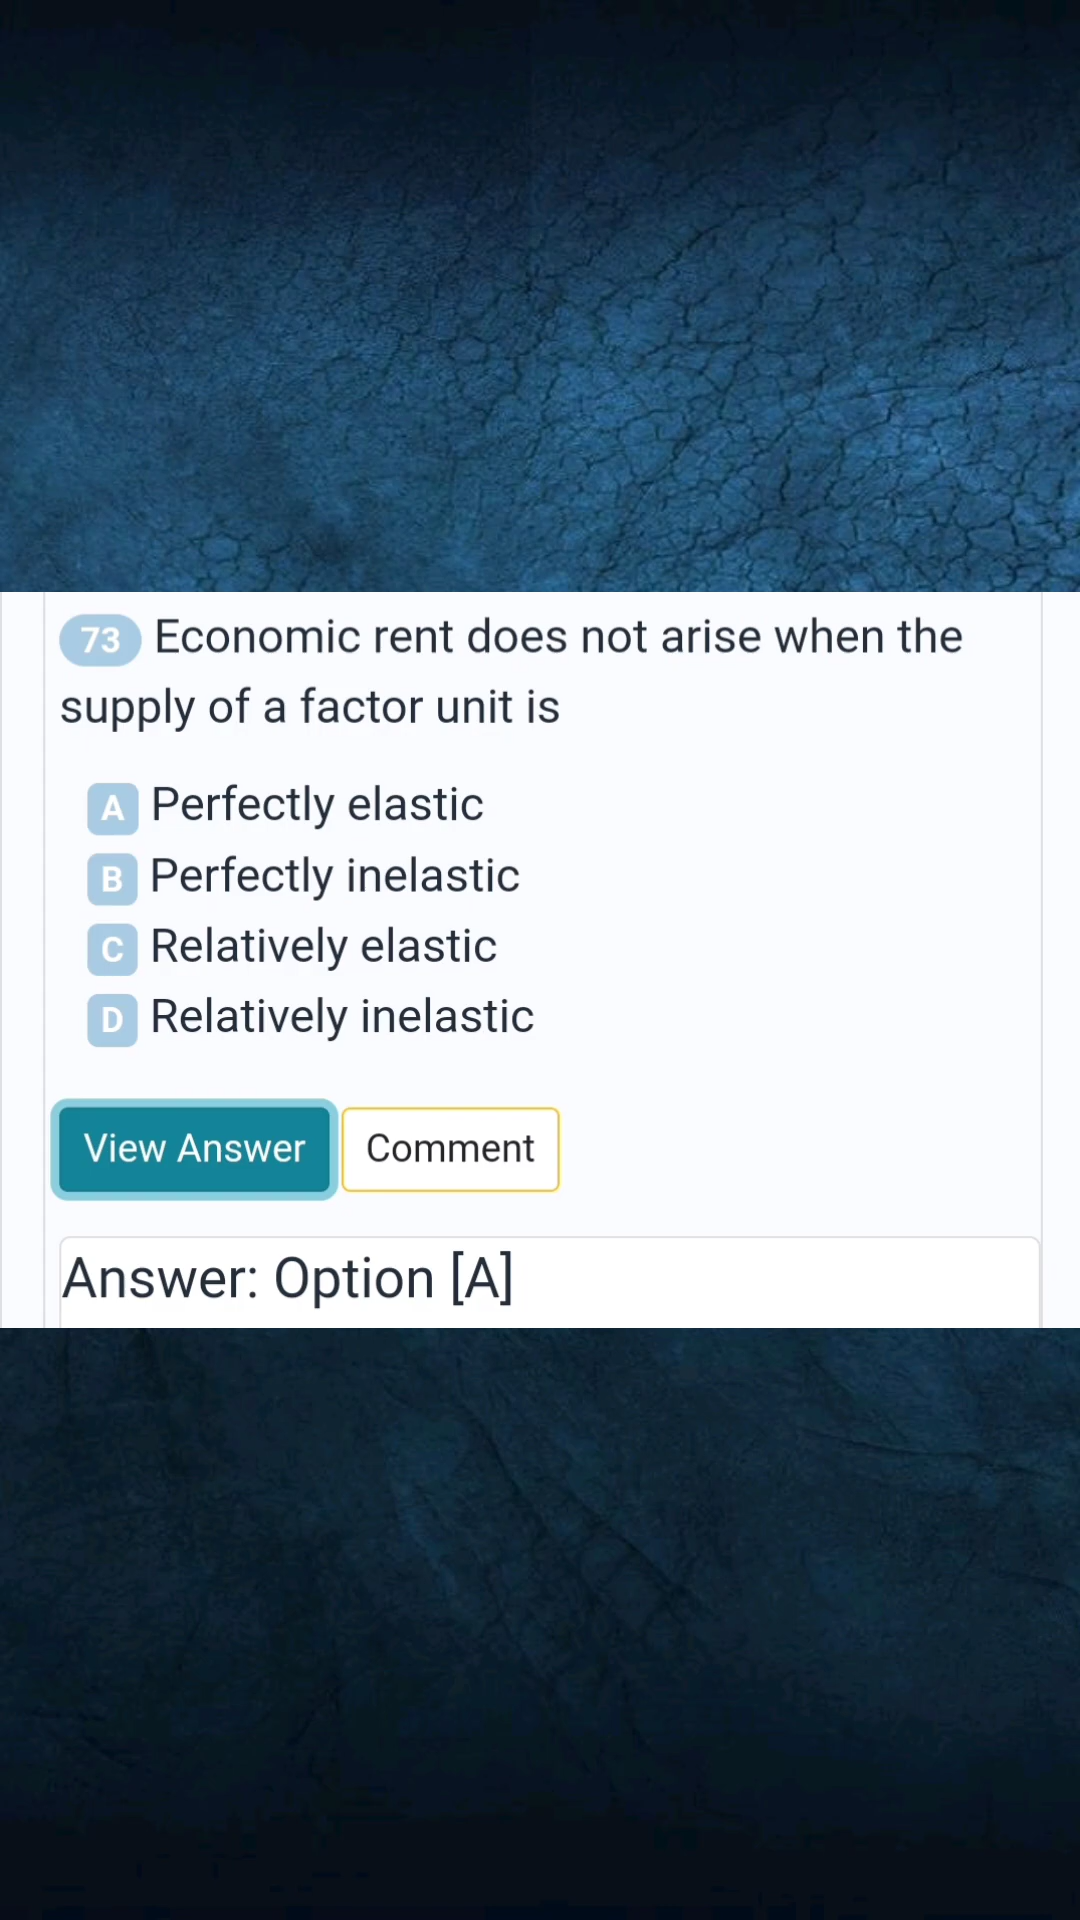 73 Economic rent does not arise when the
supply of a factor unit is
A Perfectly elastic
B Perfectly inelastic
C Relatively elastic
D Relatively inelastic
View Answer Comment
Answer: Option [A]